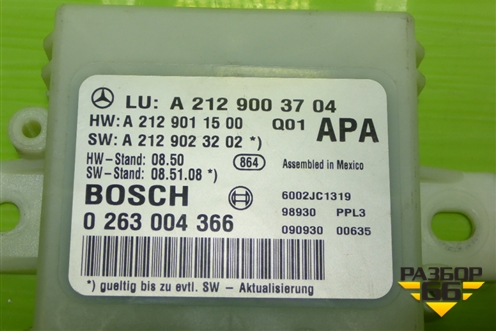 LU: A 212 900 37 04
HW: A 212 901 15 00 Q01 APA
SW: A 212 902 32 02 *)
HW-Stand: 08.50 864 Assembled in Mexico
SW-Stand: 08.51.08 *)
BOSCH 6002JC1319
0 263 004 366 98930 PPL3
090930 00635
*) gueltig bis zu evtl. SW - Aktualisierung
РАЗБОР
66